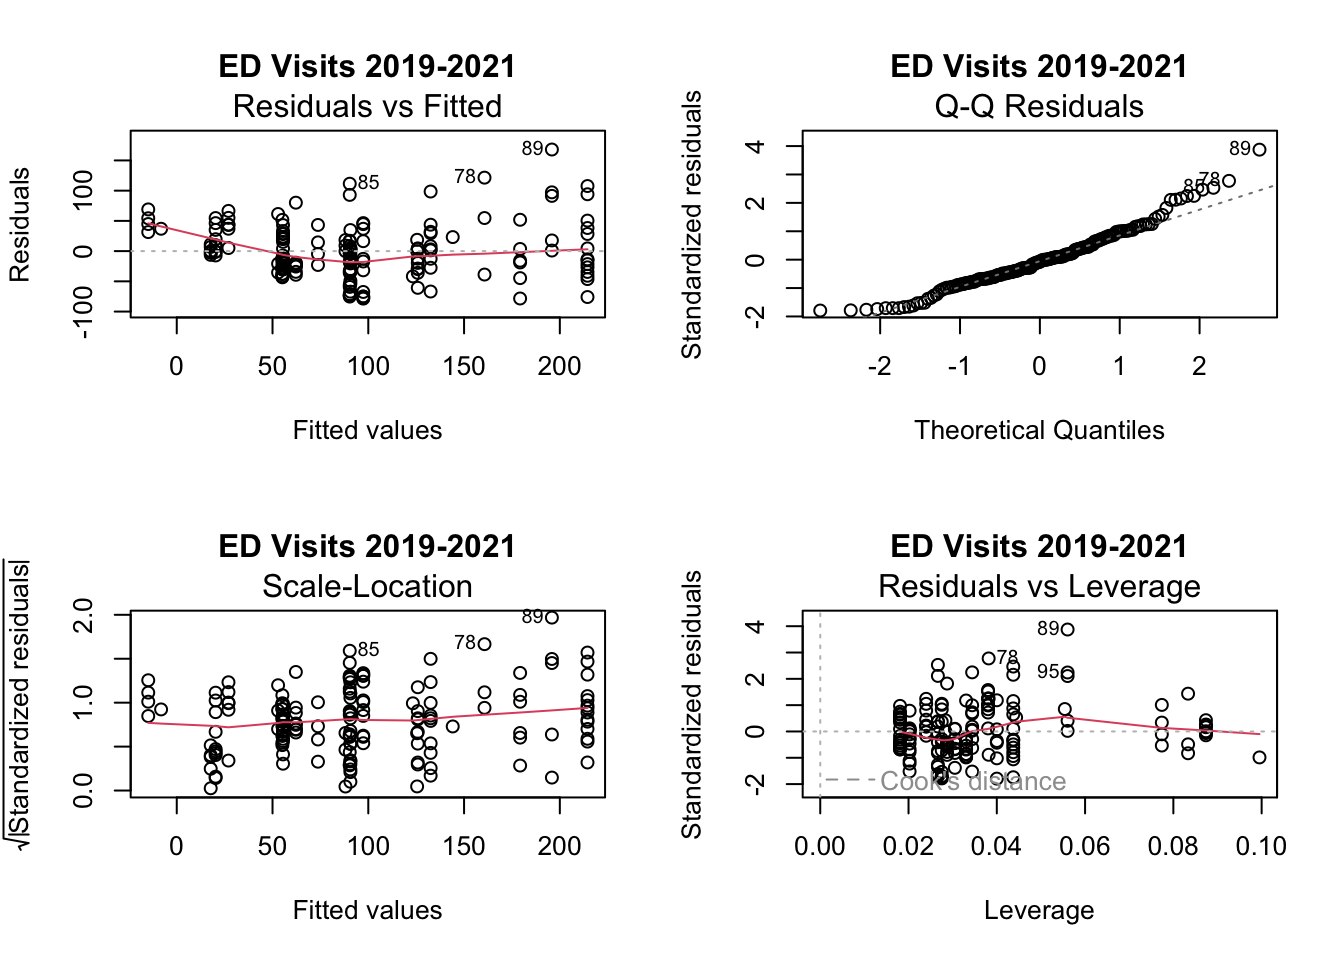 ED Visits 2019-2021
Residuals vs Fitted
Residuals
-100 0 100
89
78
85
0 50 100 150 200
Fitted values
ED Visits 2019-2021
Q-Q Residuals
Standardized residuals
-2 0 2 4
89
78
85
-2 -1 0 1 2
Theoretical Quantiles
ED Visits 2019-2021
Scale-Location
√|Standardized residuals|
0.0 1.0 2.0
89
78
85
0 50 100 150 200
Fitted values
ED Visits 2019-2021
Residuals vs Leverage
Standardized residuals
-2 0 2 4
89
78
95
Cook's distance
0.00 0.02 0.04 0.06 0.08 0.10
Leverage